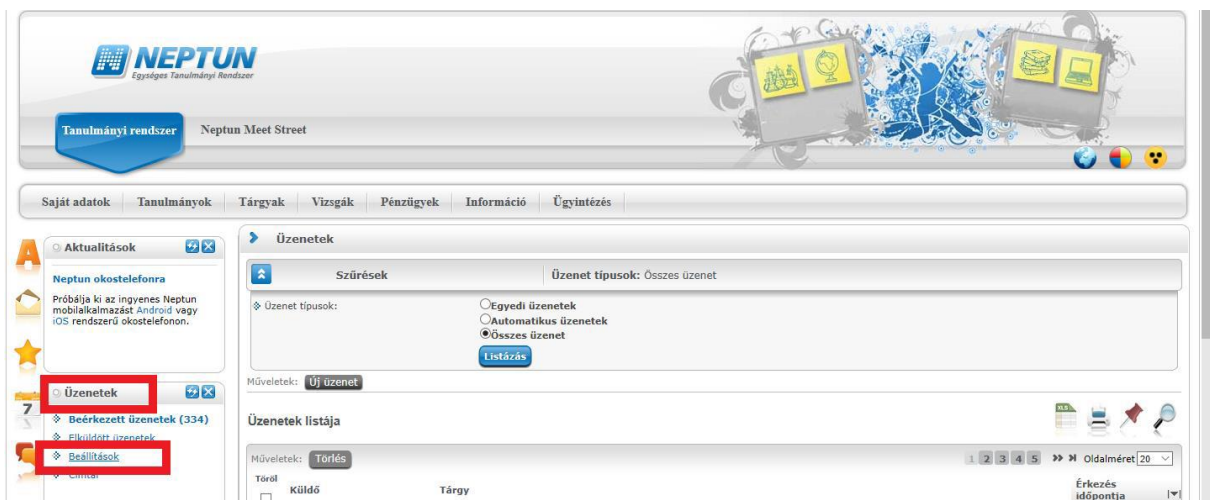 NEPTUN
Egységes Tanulmányi Rendszer
Tanulmányi rendszer
Neptun Meet Street
Saját adatok
Tanulmányok
Tárgyak
Vizsgák
Pénzügyek
Információ
Ügyintézés
Aktualitások
Neptun okostelefonra
Próbálja ki az ingyenes Neptun
mobilalkalmazást Android vagy
iOS rendszerű okostelefonon.
7
Üzenetek
Beérkezett üzenetek (334)
Elküldött üzenetek
Beállítások
Címtár
Üzenetek
Szűrések
Üzenet típusok: Összes üzenet
Üzenet típusok:
Egyedi üzenetek
Automatikus üzenetek
Összes üzenet
Listázás
Műveletek: Új üzenet
Üzenetek listája
XLS
Műveletek: Törlés
1 2 3 4 5 Oldalméret 20
Töröl
Küldő
Tárgy
Érkezés
időpontja